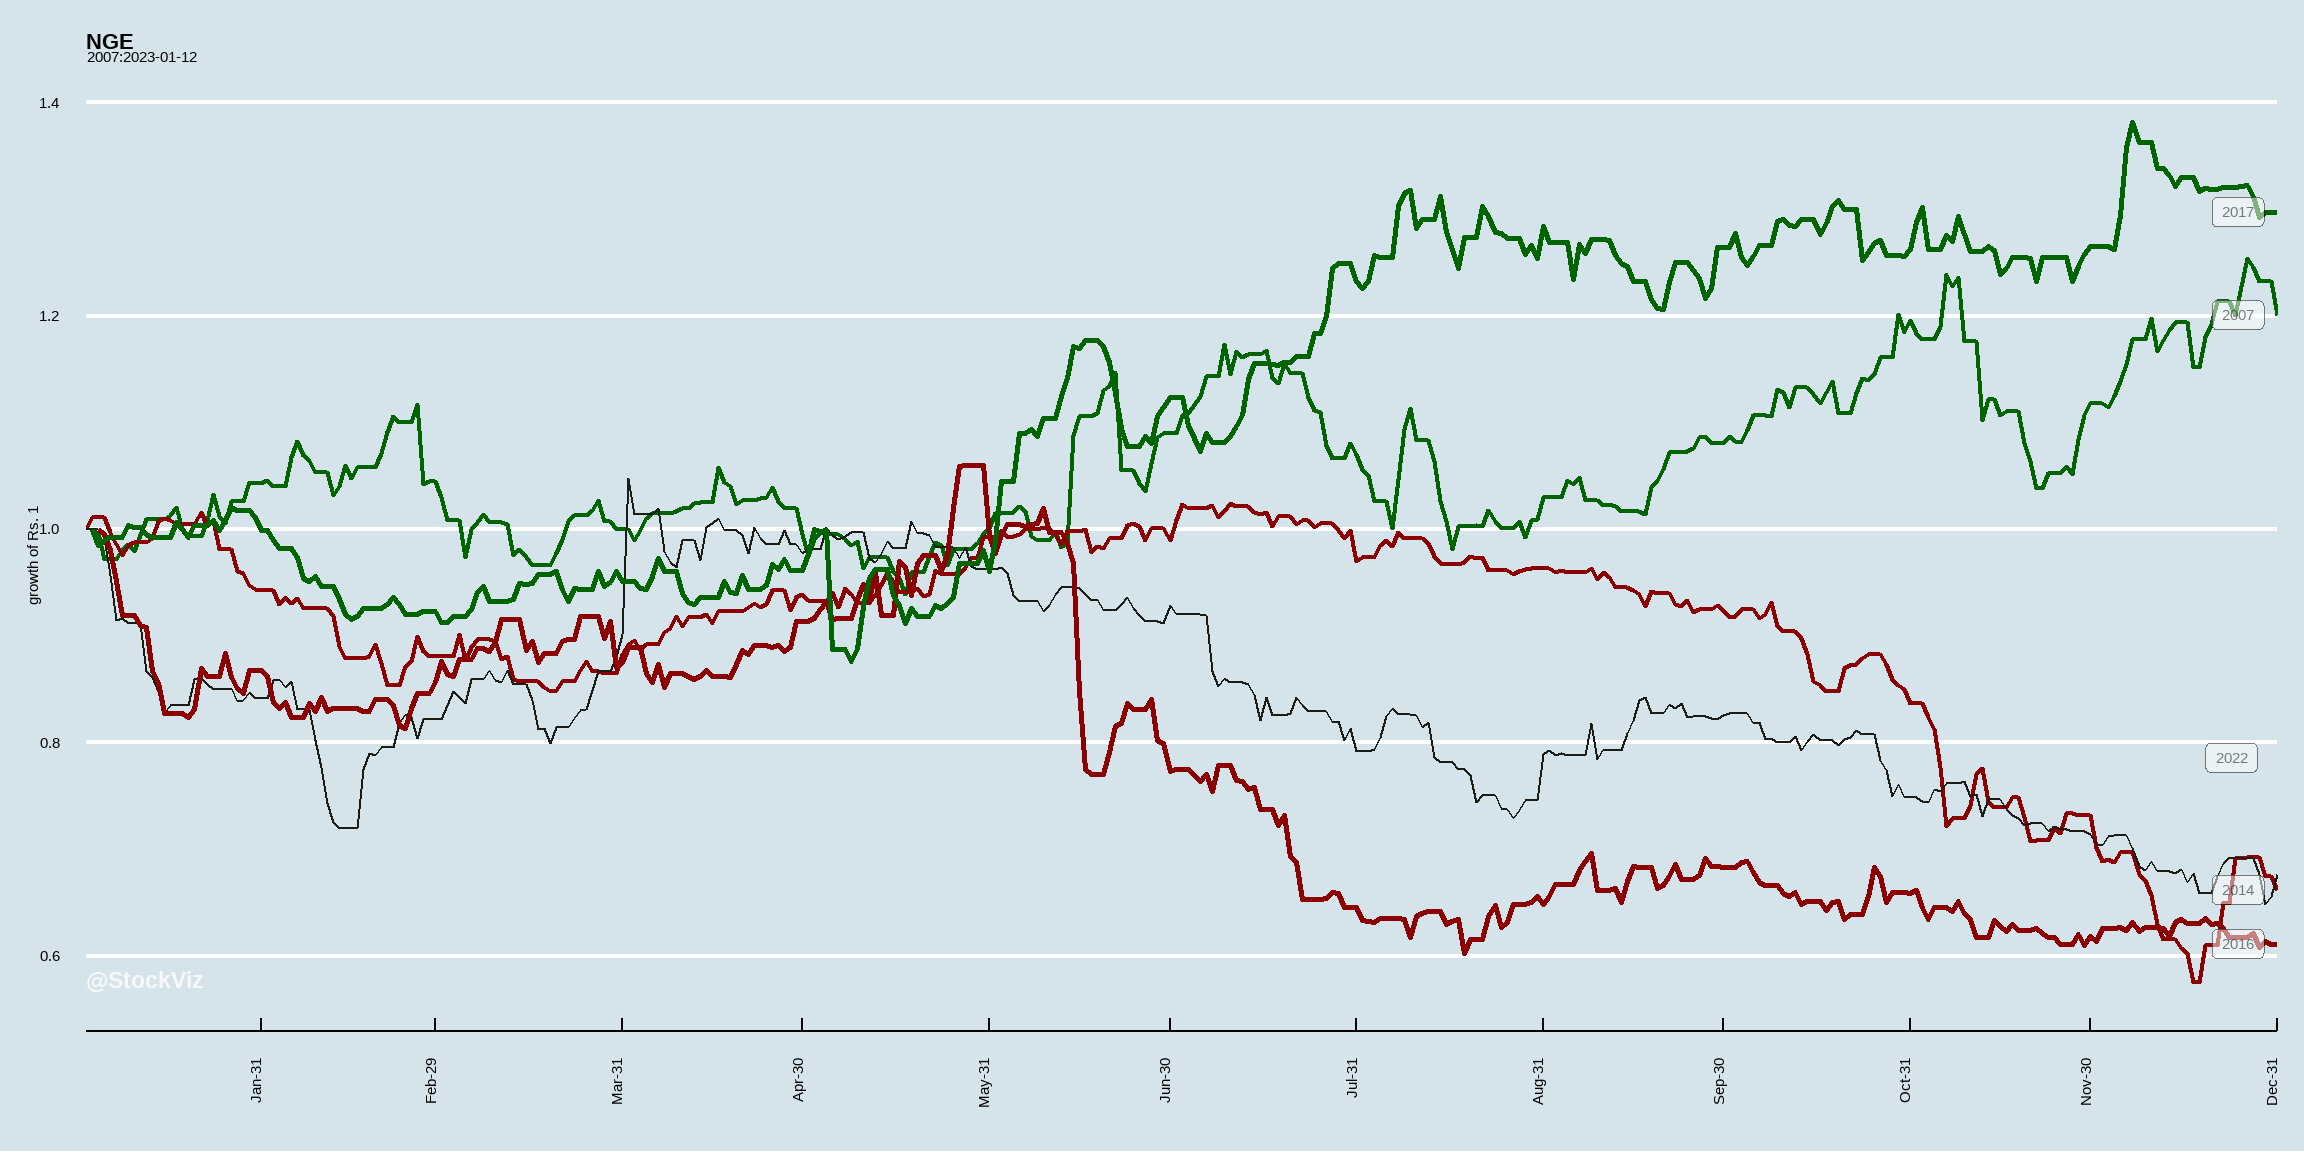 NGE
2007:2023-01-12
growth of Rs. 1
1.4
1.2
1.0
0.8
0.6
2017
2007
2022
2014
2016
@StockViz
Jan-31
Feb-29
Mar-31
Apr-30
May-31
Jun-30
Jul-31
Aug-31
Sep-30
Oct-31
Nov-30
Dec-31